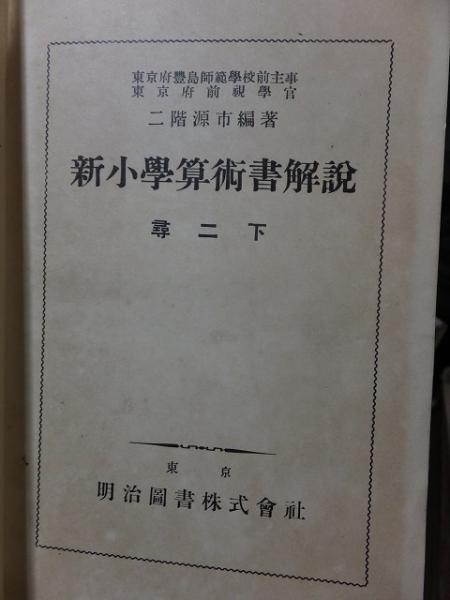 東京府豐島師範學校前主事
東京府前視學官
二階源市編著
新小學算術書解說
尋二下
東京
明治圖書株式會社